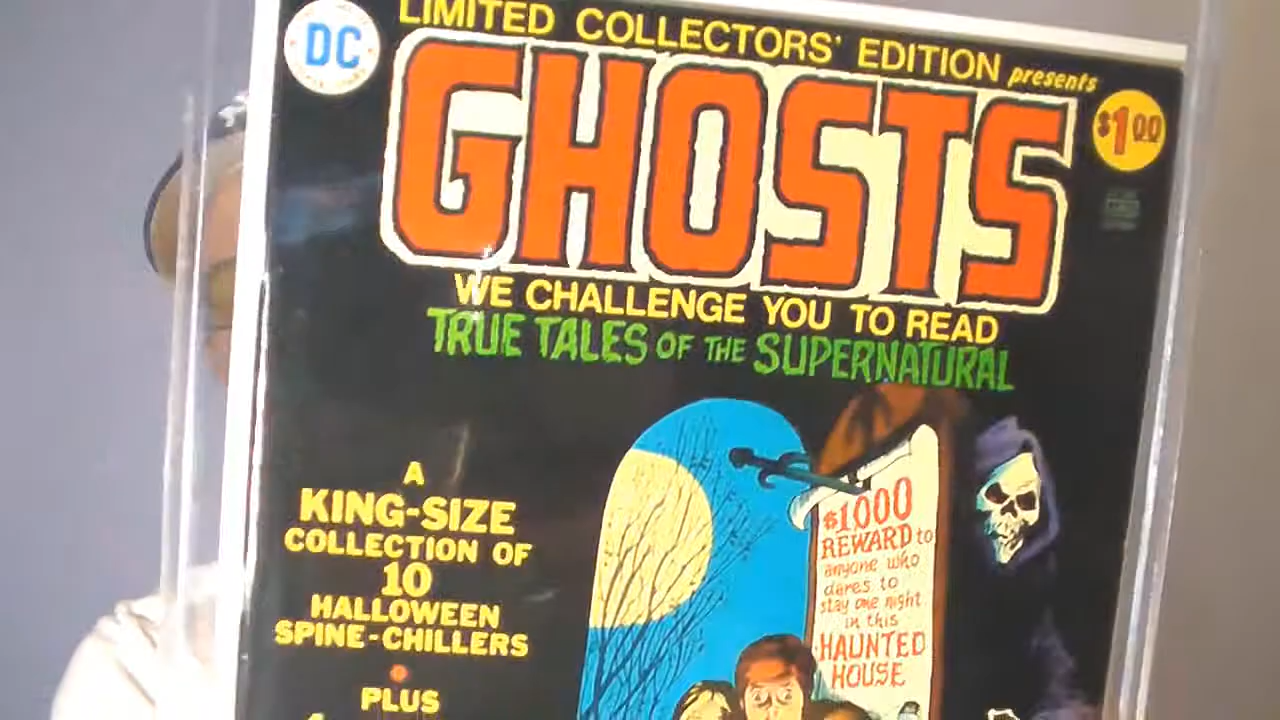 DC
LIMITED COLLECTORS' EDITION presents
GHOSTS
$1.00
WE CHALLENGE YOU TO READ
TRUE TALES OF THE SUPERNATURAL
A
KING-SIZE
COLLECTION OF
10
HALLOWEEN
SPINE-CHILLERS
PLUS
$1,000
REWARD to
anyone who
dares to
stay one night
in this
HAUNTED
HOUSE